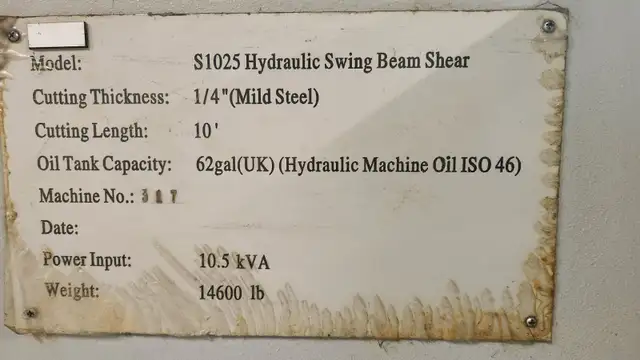 Model: S1025 Hydraulic Swing Beam Shear
Cutting Thickness: 1/4"(Mild Steel)
Cutting Length: 10'
Oil Tank Capacity: 62gal(UK) (Hydraulic Machine Oil ISO 46)
Machine No.: 317
Date:
Power Input: 10.5 kVA
Weight: 14600 lb